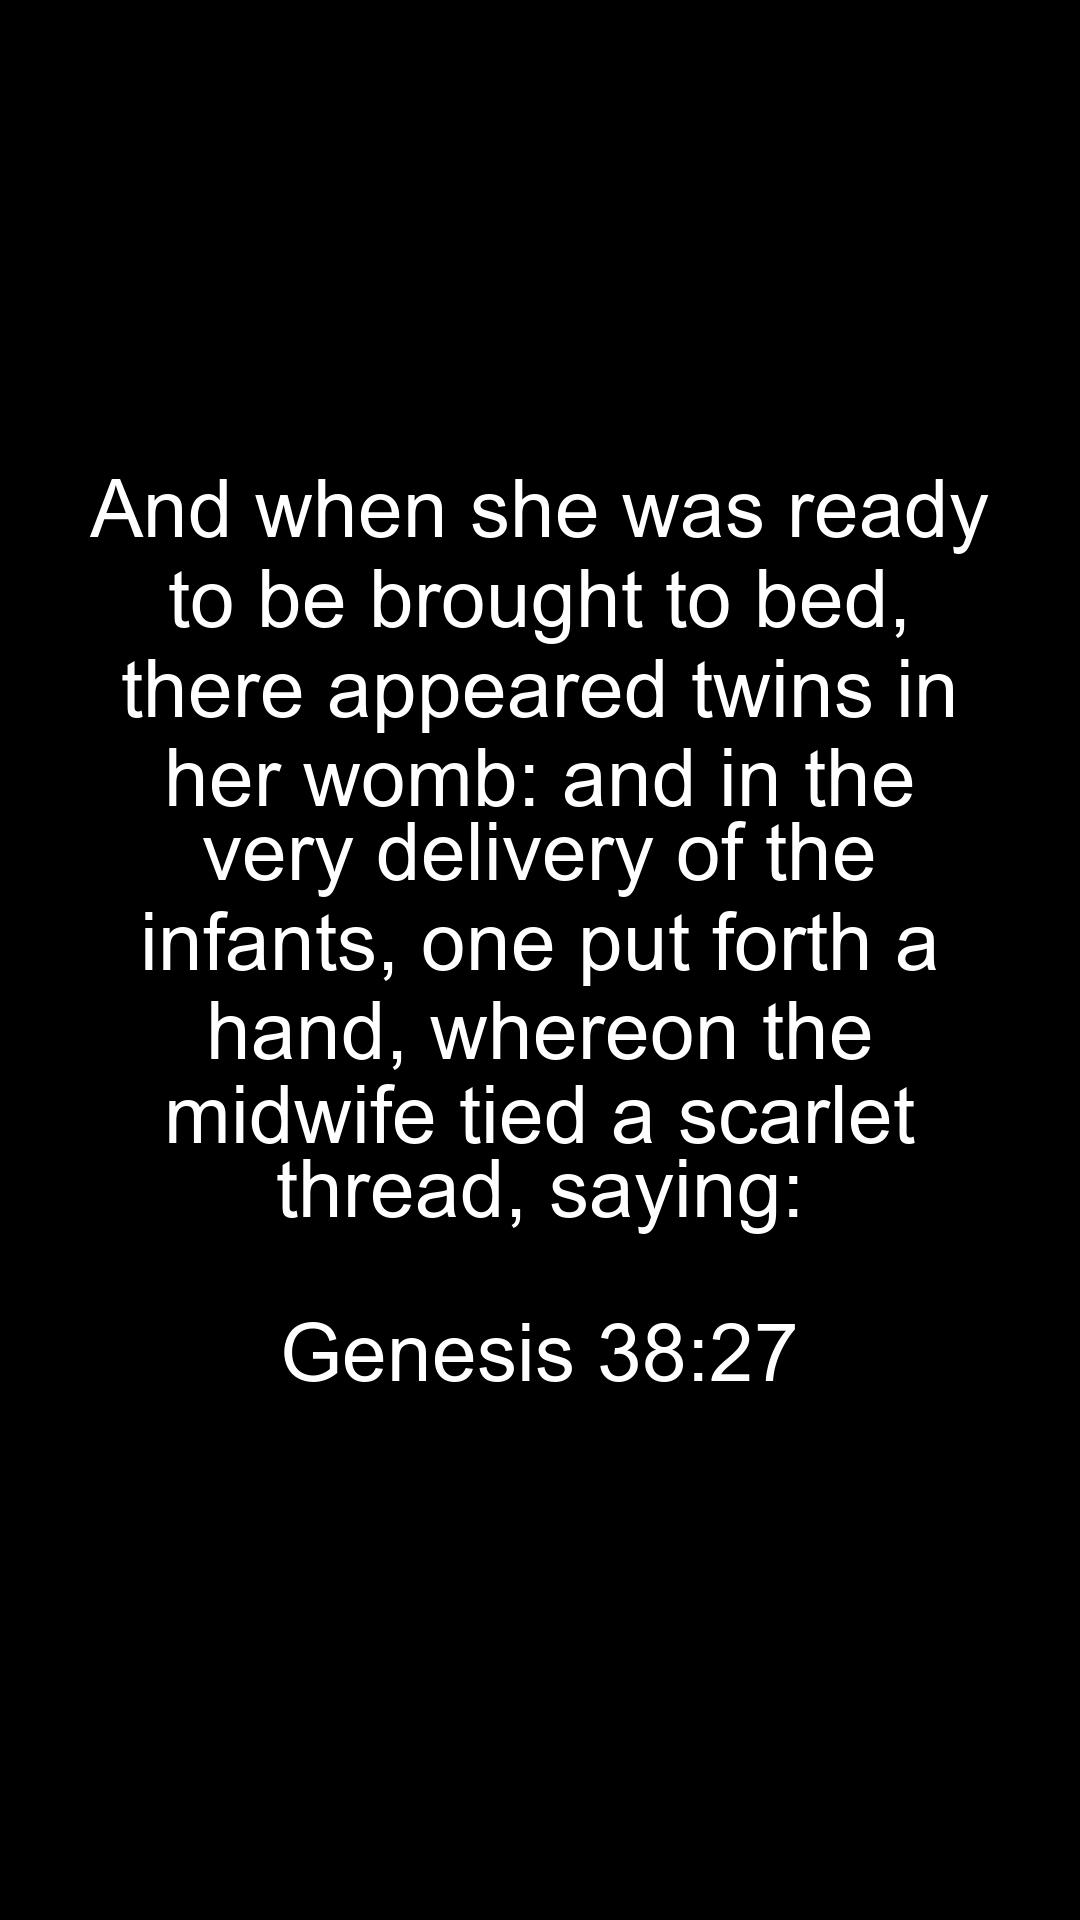 And when she was ready
to be brought to bed,
there appeared twins in
her womb: and in the
very delivery of the
infants, one put forth a
hand, whereon the
midwife tied a scarlet
thread, saying:
Genesis 38:27